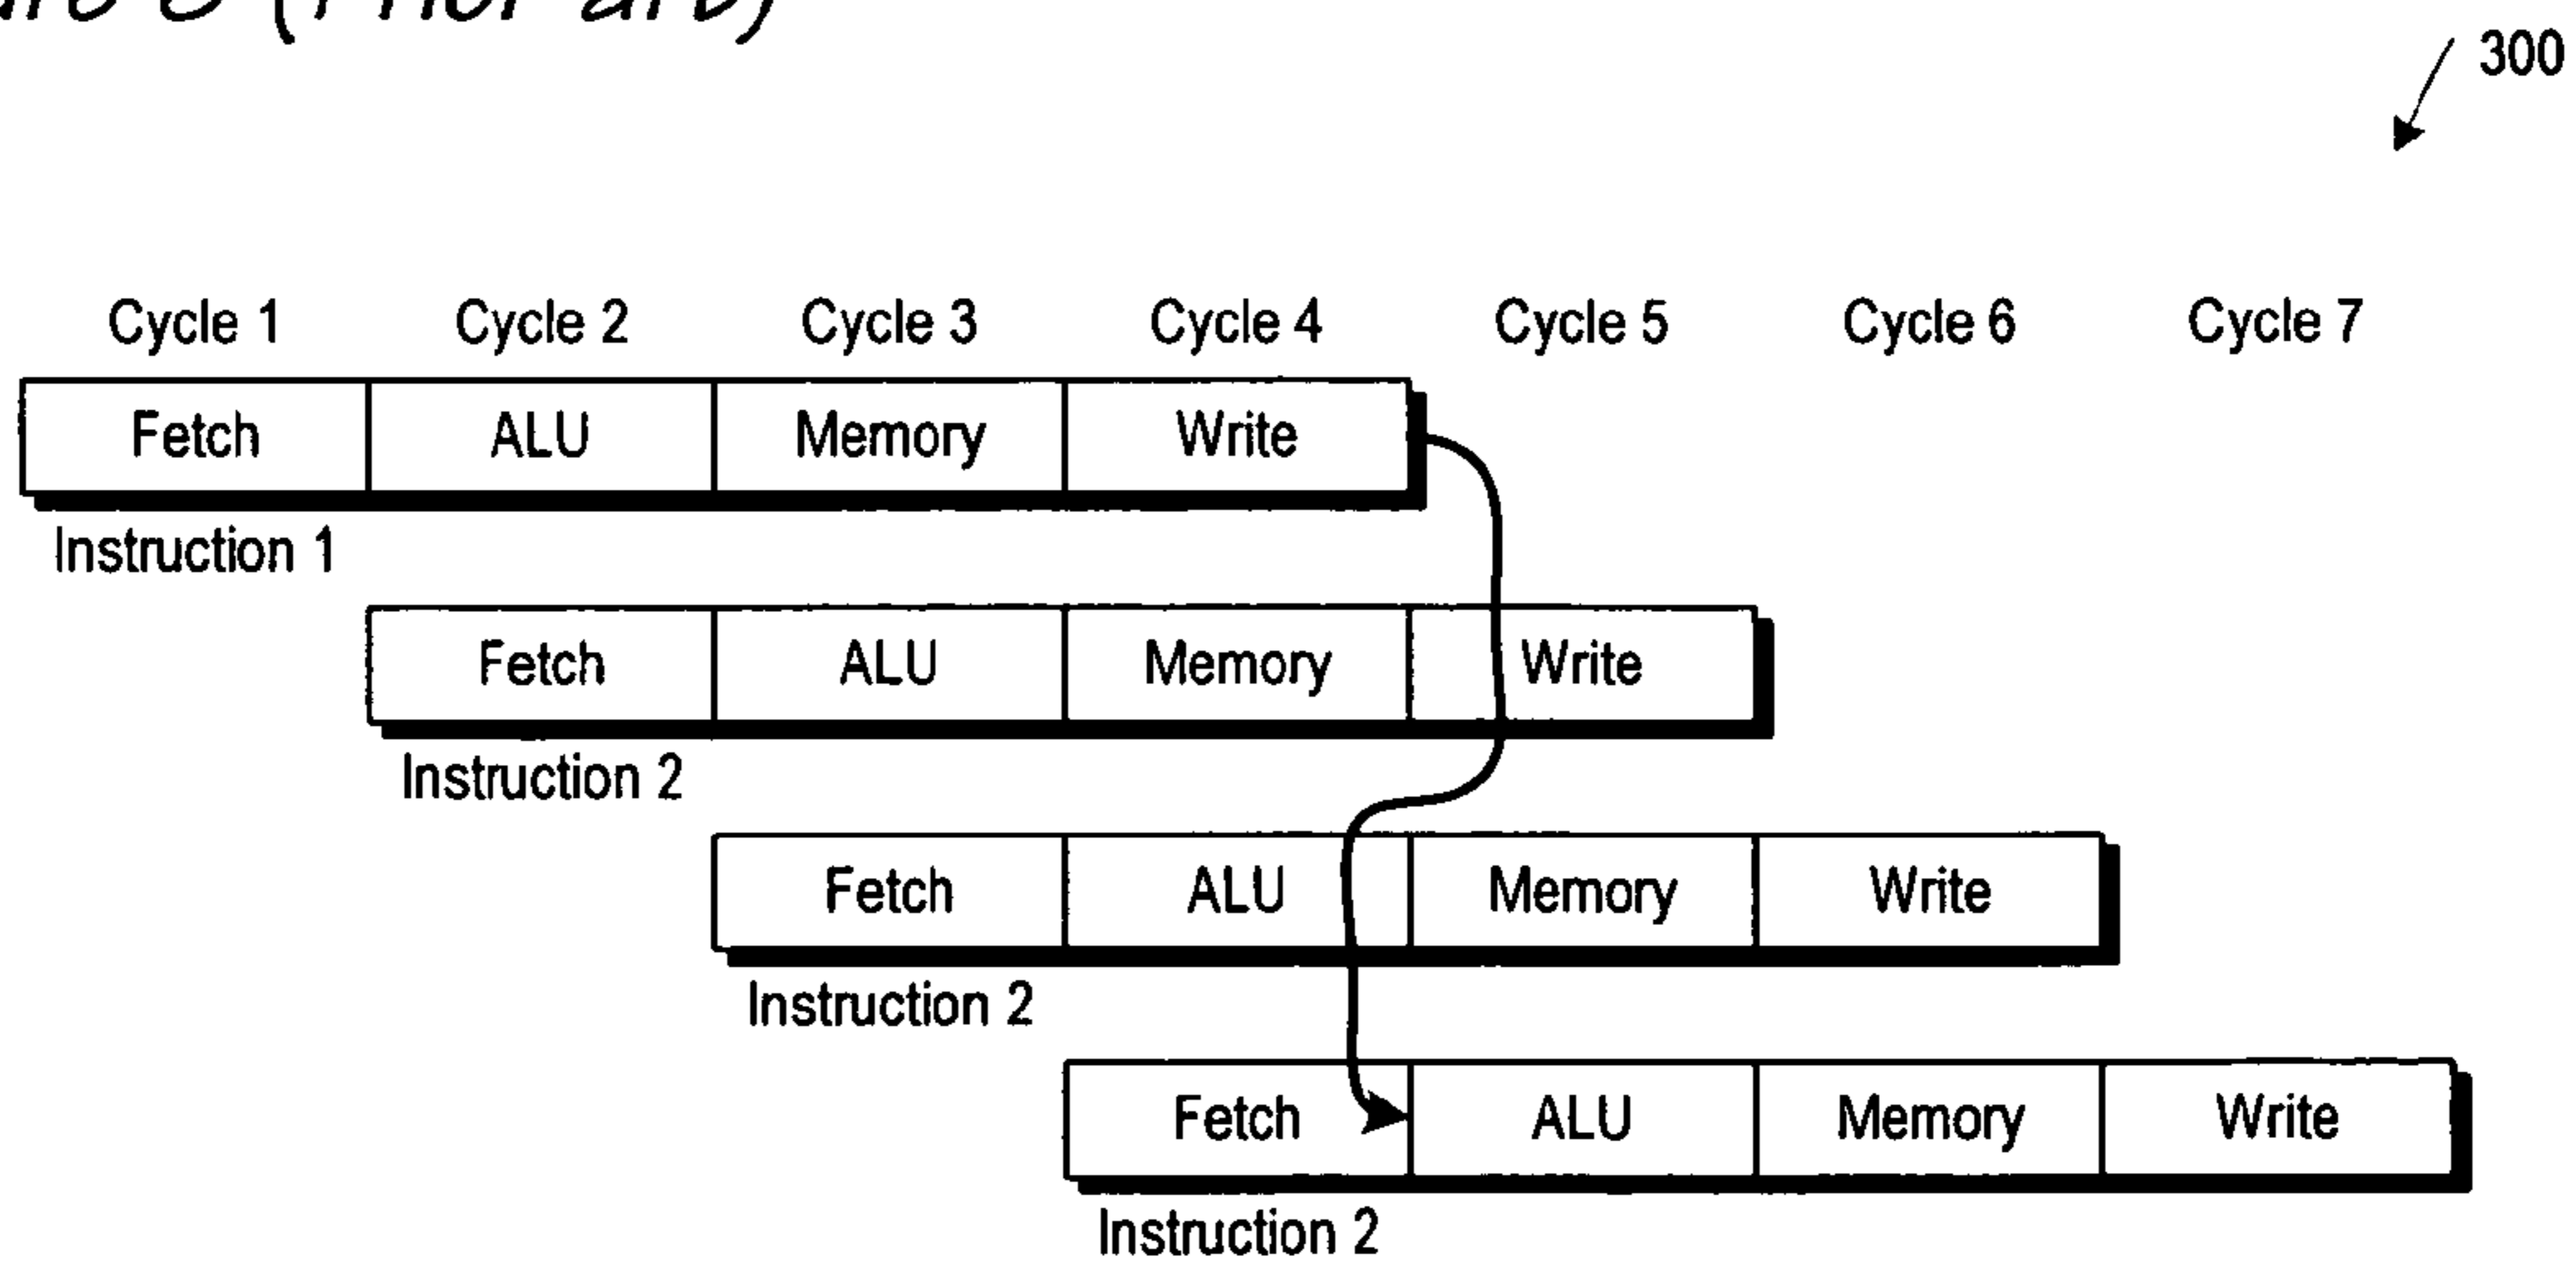 (Prior art)
300
Cycle 1 Cycle 2 Cycle 3 Cycle 4 Cycle 5 Cycle 6 Cycle 7
Fetch ALU Memory Write
Instruction 1
Fetch ALU Memory Write
Instruction 2
Fetch ALU Memory Write
Instruction 2
Fetch ALU Memory Write
Instruction 2